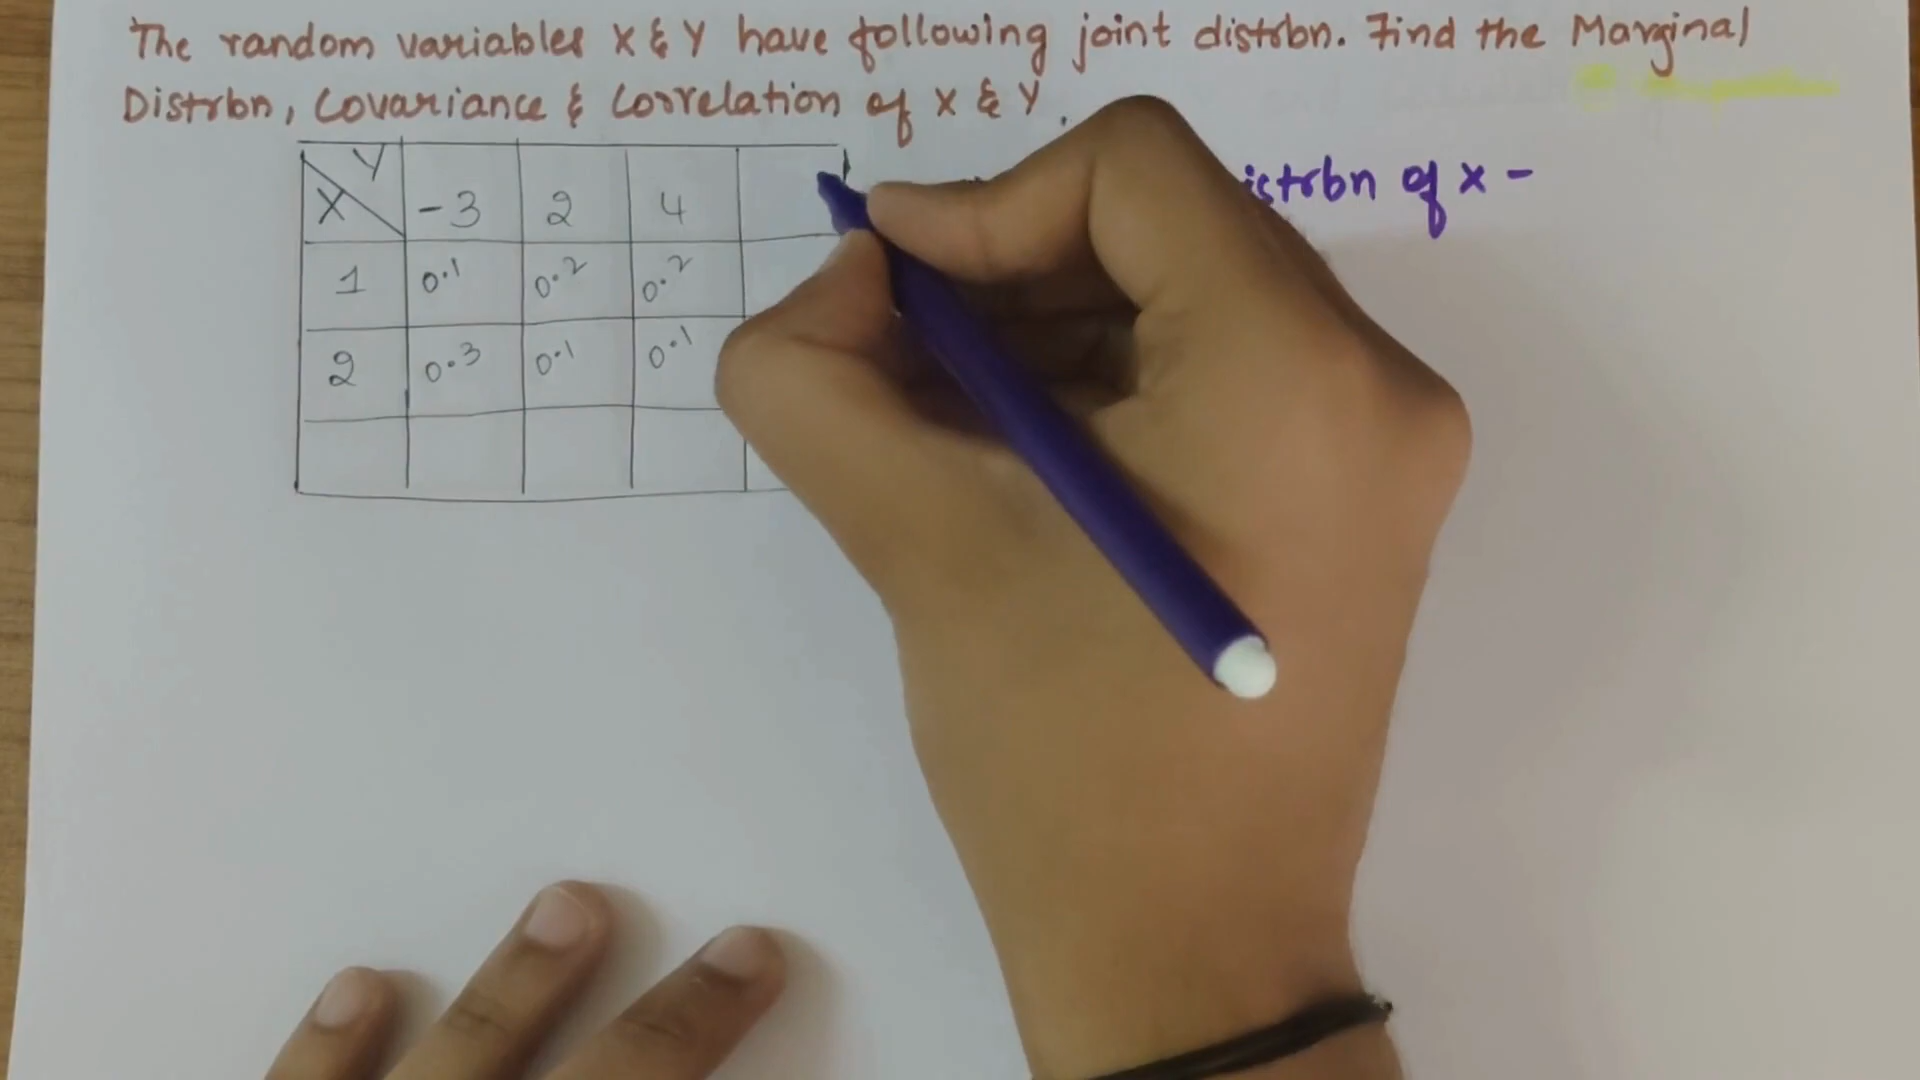 The random variables X & Y have following joint distrbn. Find the Marginal
Distrbn, Covariance & Correlation of X & Y.
istrbn of x -
Y
X -3 2 4
1 0.1 0.2 0.2
2 0.3 0.1 0.1